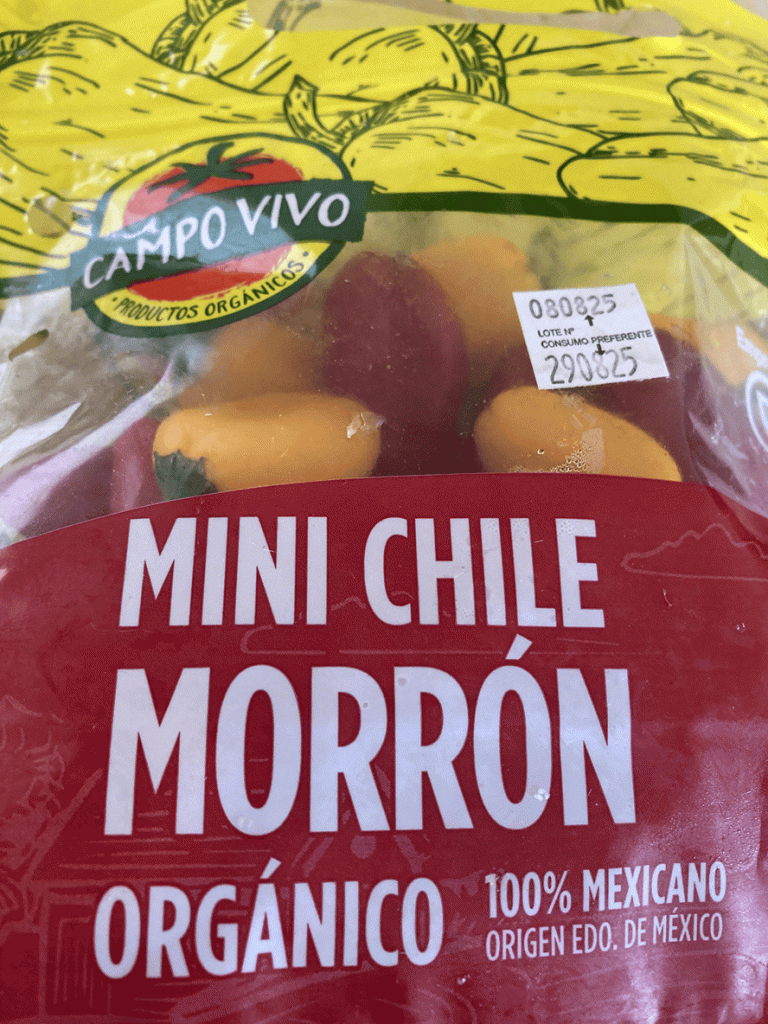 CAMPO VIVO
• PRODUCTOS ORGÁNICOS •
080825
LOTE Nº
CONSUMO PREFERENTE
290825
MINI CHILE
MORRÓN
ORGÁNICO
100% MEXICANO
ORIGEN EDO. DE MÉXICO